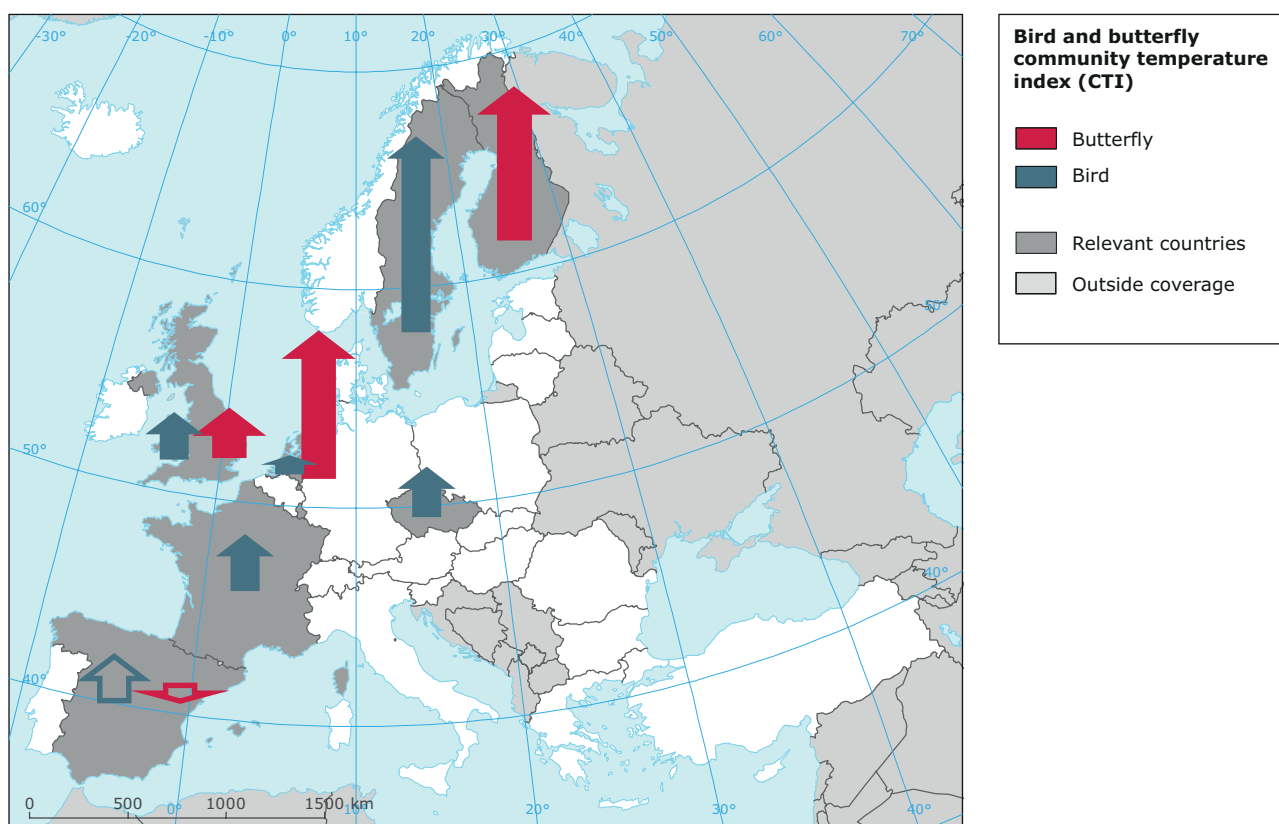 -30° -20° -10° 0° 10° 20° 30° 40° 50° 60° 70°
60°
50°
50°
40°
40°
0 500 1000 1500 km
0° 20° 30° 40°
Bird and butterfly
community temperature
index (CTI)
Butterfly
Bird
Relevant countries
Outside coverage